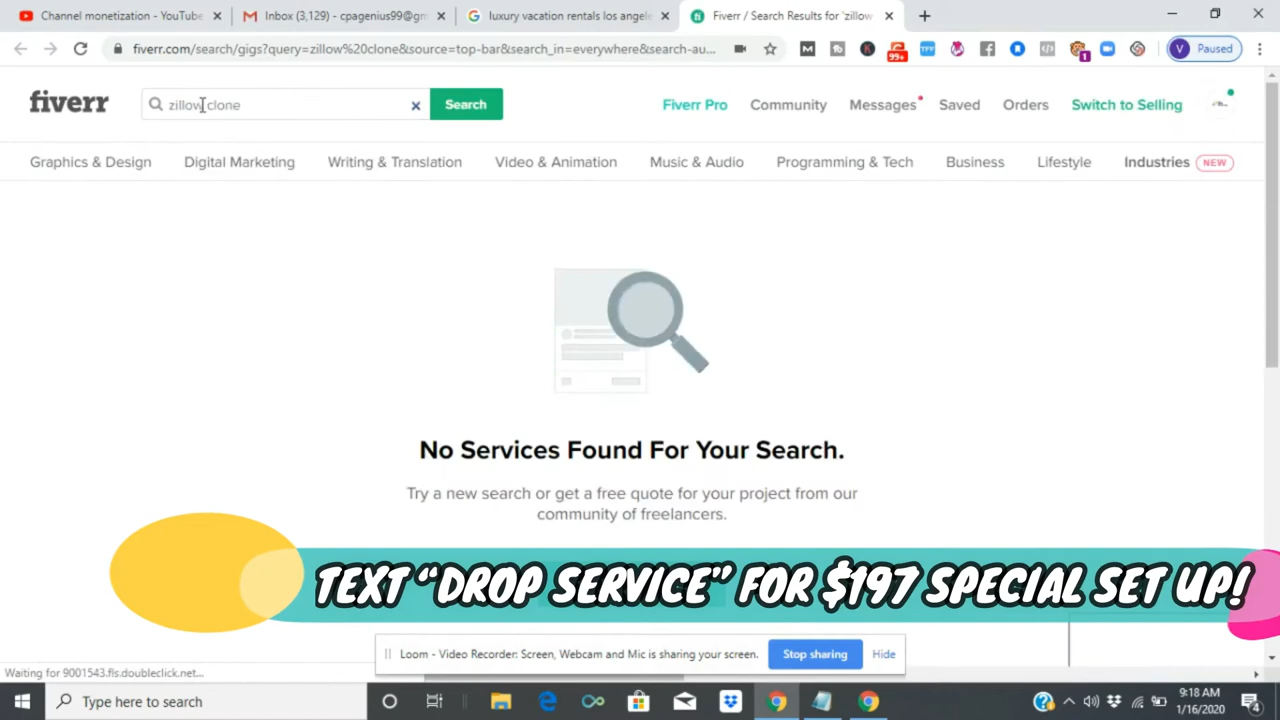 Channel monetization - YouTube
Inbox (3,129) - cpagenius99@gm
luxury vacation rentals los angele
Fiverr / Search Results for 'zillow
fiverr.com/search/gigs?query=zillow%20clone&source=top-bar&search_in=everywhere&search-au...
99+
TFY
1
V
Paused
fiverr
zillow clone
Search
Fiverr Pro
Community
Messages
Saved
Orders
Switch to Selling
Graphics & Design
Digital Marketing
Writing & Translation
Video & Animation
Music & Audio
Programming & Tech
Business
Lifestyle
Industries
NEW
No Services Found For Your Search.
Try a new search or get a free quote for your project from our
community of freelancers.
TEXT “DROP SERVICE” FOR $197 SPECIAL SET UP!
Loom - Video Recorder: Screen, Webcam and Mic is sharing your screen.
Stop sharing
Hide
Waiting for 9001543.fls.doubleclick.net...
Type here to search
9:18 AM
1/16/2020
4